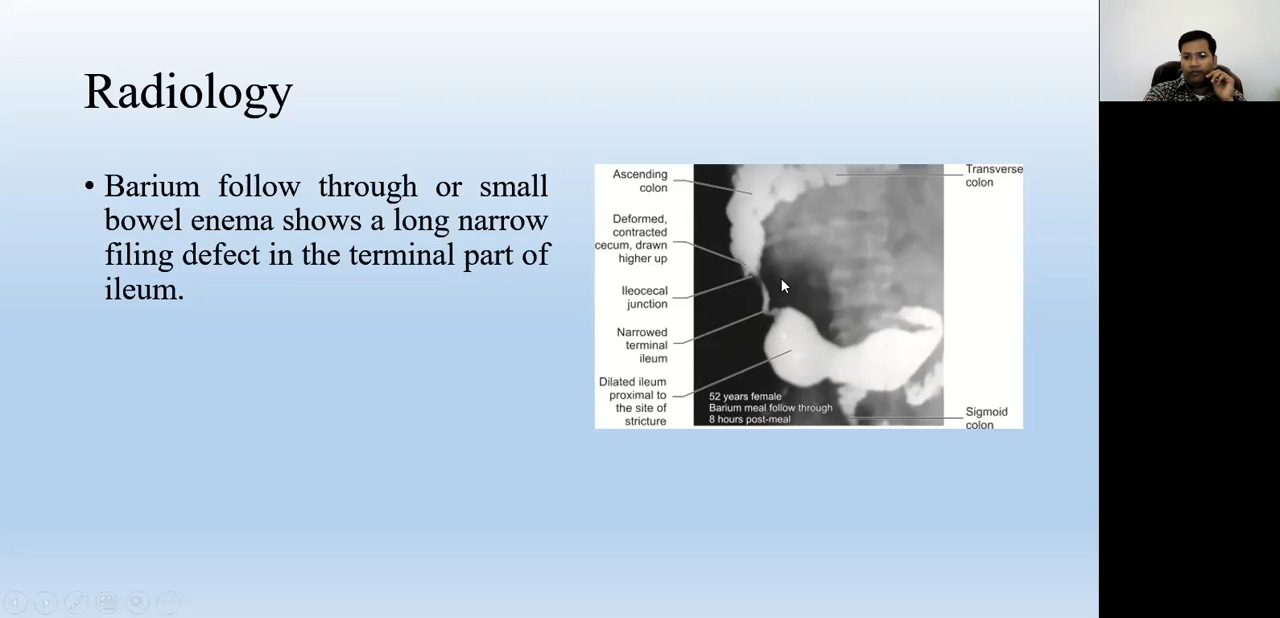 Radiology
• Barium follow through or small
bowel enema shows a long narrow
filing defect in the terminal part of
ileum.
Ascending
colon
Deformed,
contracted
cecum, drawn
higher up
Ileocecal
junction
Narrowed
terminal
ileum
Dilated ileum
proximal to
the site of
stricture
52 years female
Barium meal follow through
8 hours post-meal
Transverse
colon
Sigmoid
colon